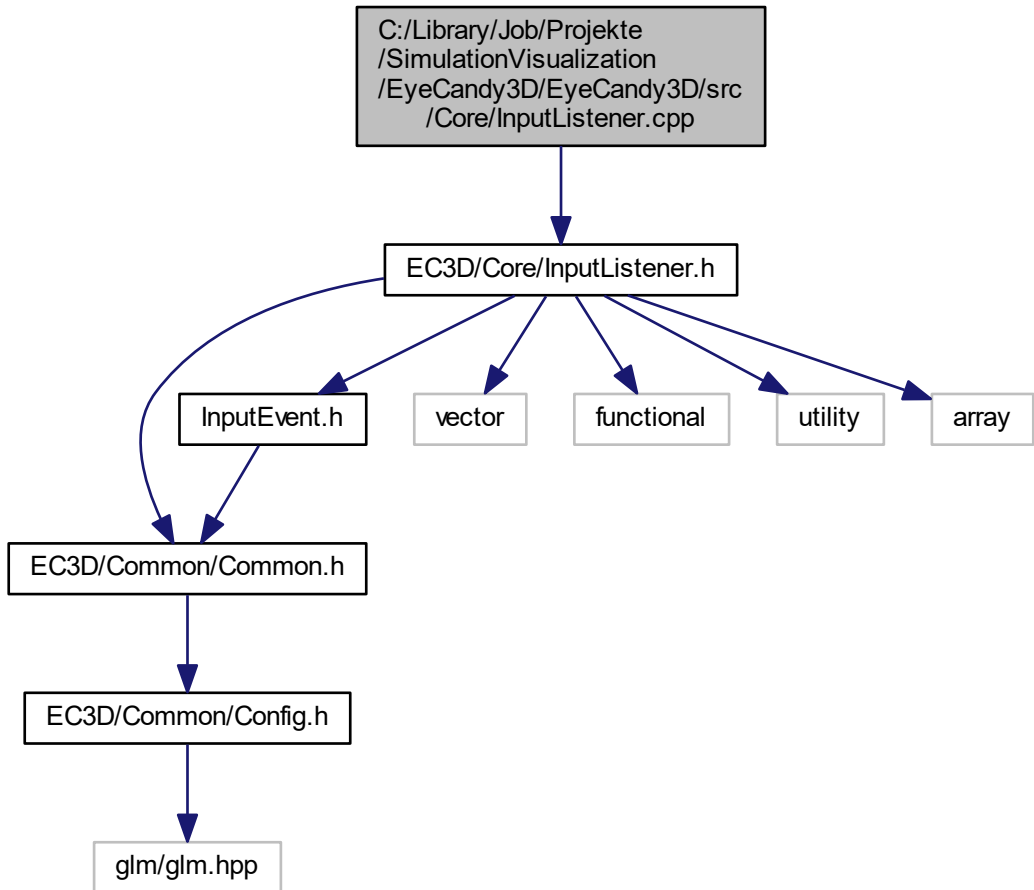 C:/Library/Job/Projekte
/SimulationVisualization
/EyeCandy3D/EyeCandy3D/src
/Core/InputListener.cpp
EC3D/Core/InputListener.h
InputEvent.h
vector
functional
utility
array
EC3D/Common/Common.h
EC3D/Common/Config.h
glm/glm.hpp